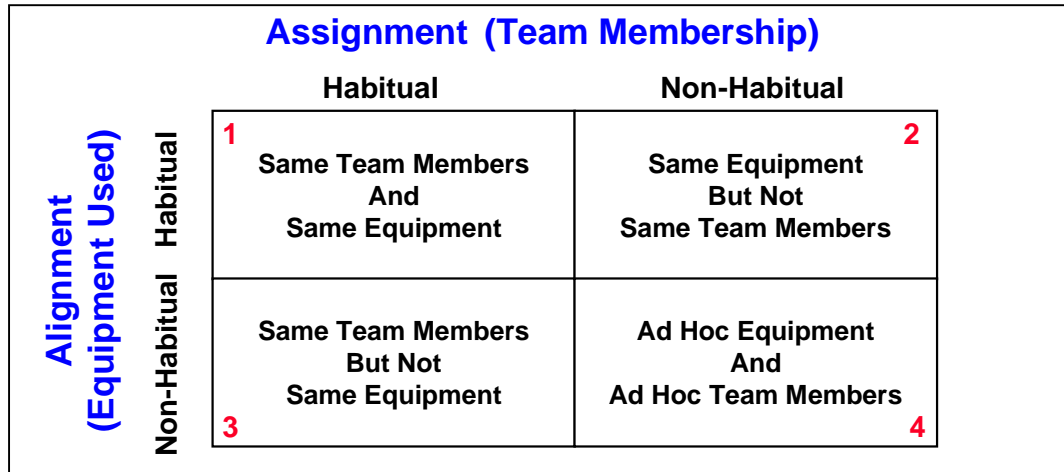 Assignment (Team Membership)
Habitual
Non-Habitual
Alignment
(Equipment Used)
Habitual
1
Same Team Members
And
Same Equipment
2
Same Equipment
But Not
Same Team Members
Non-Habitual
Same Team Members
But Not
Same Equipment
3
Ad Hoc Equipment
And
Ad Hoc Team Members
4